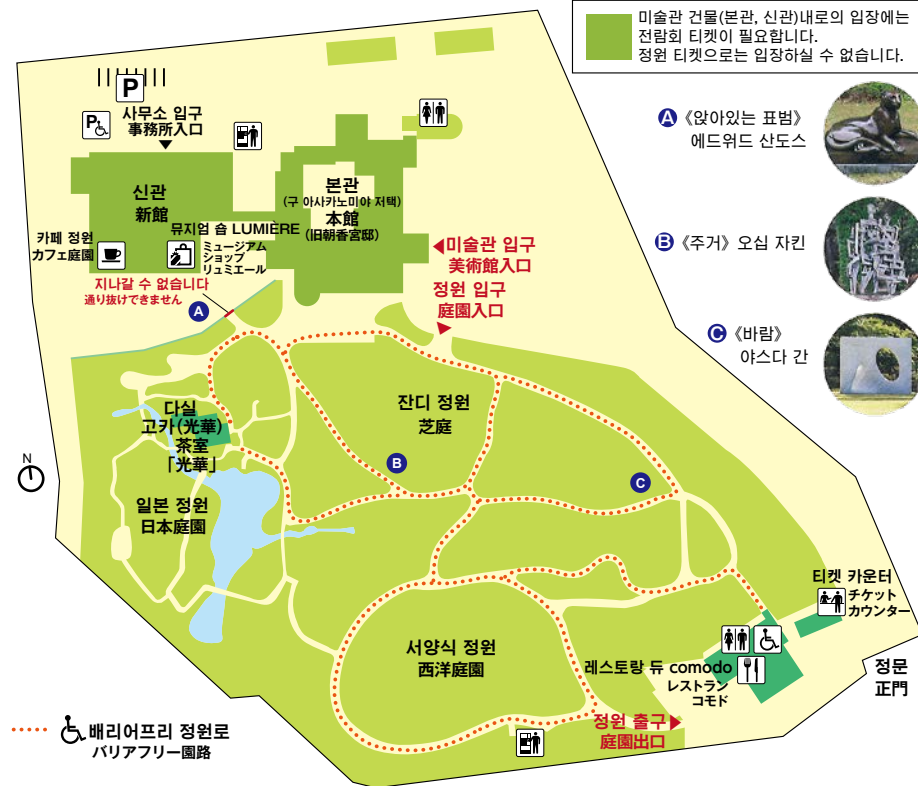 미술관 건물(본관, 신관)내로의 입장에는
전람회 티켓이 필요합니다.
정원 티켓으로는 입장하실 수 없습니다.
P
P
사무소 입구
事務所入口
신관
新館
본관
(구 아사카노미야 저택)
本館
(旧朝香宮邸)
카페 정원
カフェ庭園
뮤지엄 숍 LUMIÈRE
ミュージアム
ショップ
リュミエール
지나갈 수 없습니다
通り抜けできません
미술관 입구
美術館入口
정원 입구
庭園入口
A 《앉아있는 표범》
에드워드 산도스
B 《주거》 오십 자킨
C 《바람》
야스다 간
A
잔디 정원
芝庭
다실
고카(光華)
茶室
「光華」
B
C
N
일본 정원
日本庭園
티켓 카운터
チケット
カウンター
서양식 정원
西洋庭園
레스토랑 듀 comodo
レストラン
コモド
정문
正門
정원 출구
庭園出口
배리어프리 정원로
バリアフリー園路